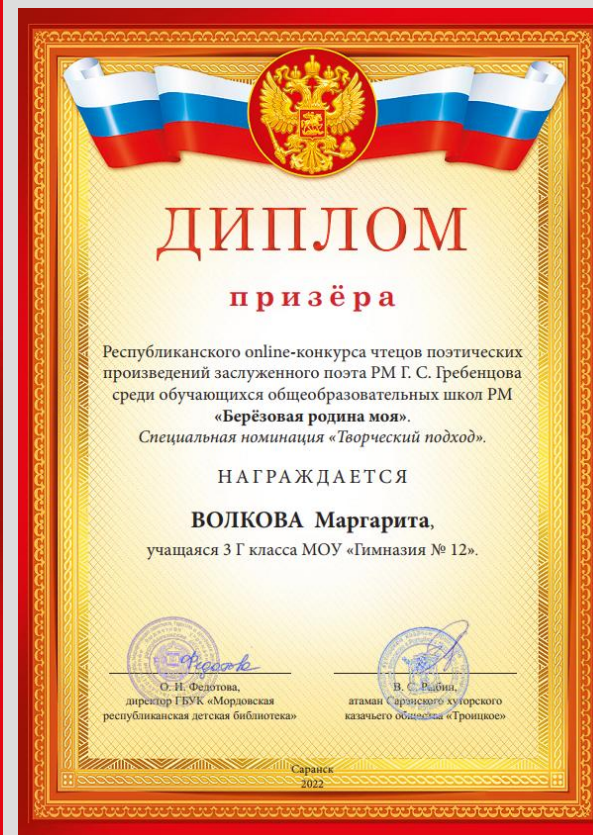 ДИПЛОМ
призёра
Республиканского online-конкурса чтецов поэтических
произведений заслуженного поэта РМ Г. С. Гребенцова
среди обучающихся общеобразовательных школ РМ
«Берёзовая родина моя».
Специальная номинация «Творческий подход».
НАГРАЖДАЕТСЯ
ВОЛКОВА Маргарита,
учащаяся 3 Г класса МОУ «Гимназия № 12».
О. И. Федотова,
директор ГБУК «Мордовская
республиканская детская библиотека»
В. С. Рябин,
атаман Саранского хуторского
казачьего общества «Троицкое»
Саранск
2022